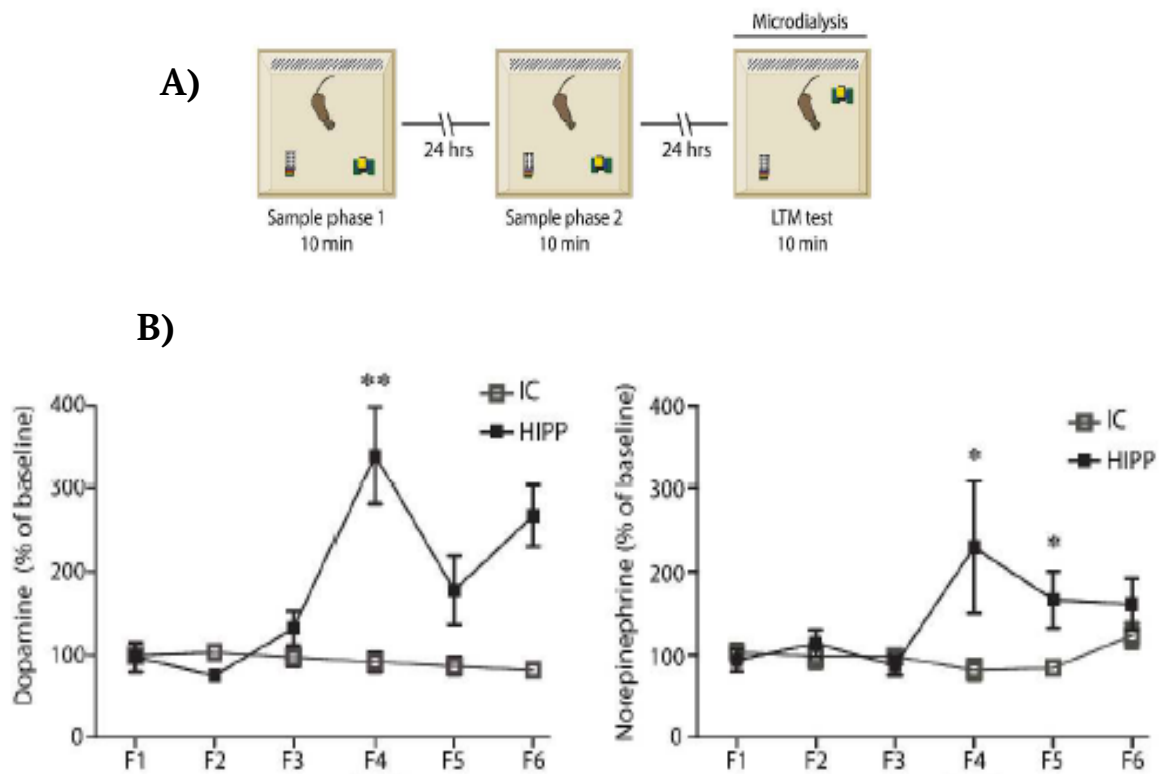 Microdialysis
A)
24 hrs
24 hrs
Sample phase 1
10 min
Sample phase 2
10 min
LTM test
10 min
B)
Dopamine (% of baseline)
400
300
200
100
0
**
IC
HIPP
F1 F2 F3 F4 F5 F6
Norepinephrine (% of baseline)
400
300
200
100
0
*
*
IC
HIPP
F1 F2 F3 F4 F5 F6